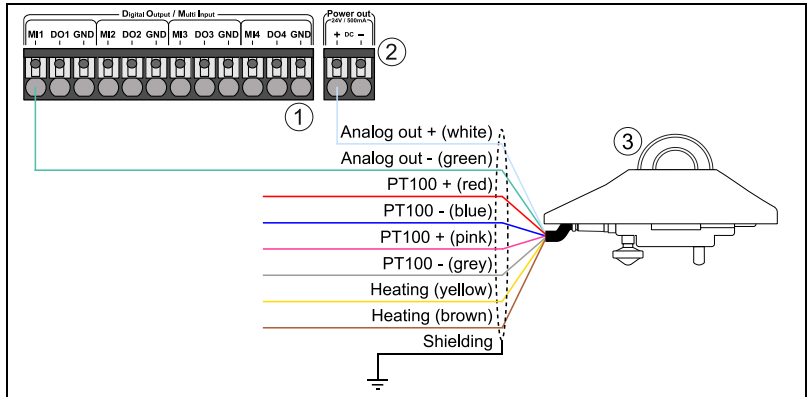 Digital Output / Multi Input
Power out
24V / 500mA
MI1 DO1 GND MI2 DO2 GND MI3 DO3 GND MI4 DO4 GND
+ DC −
2
1
3
Analog out + (white)
Analog out - (green)
PT100 + (red)
PT100 - (blue)
PT100 + (pink)
PT100 - (grey)
Heating (yellow)
Heating (brown)
Shielding